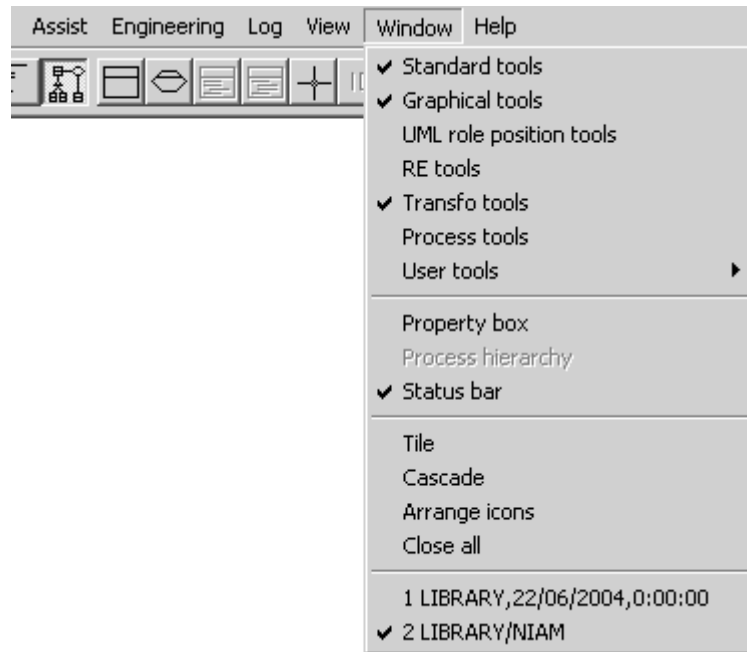 Assist Engineering Log View Window Help
Standard tools
Graphical tools
UML role position tools
RE tools
Transfo tools
Process tools
User tools
Property box
Process hierarchy
Status bar
Tile
Cascade
Arrange icons
Close all
1 LIBRARY,22/06/2004,0:00:00
2 LIBRARY/NIAM